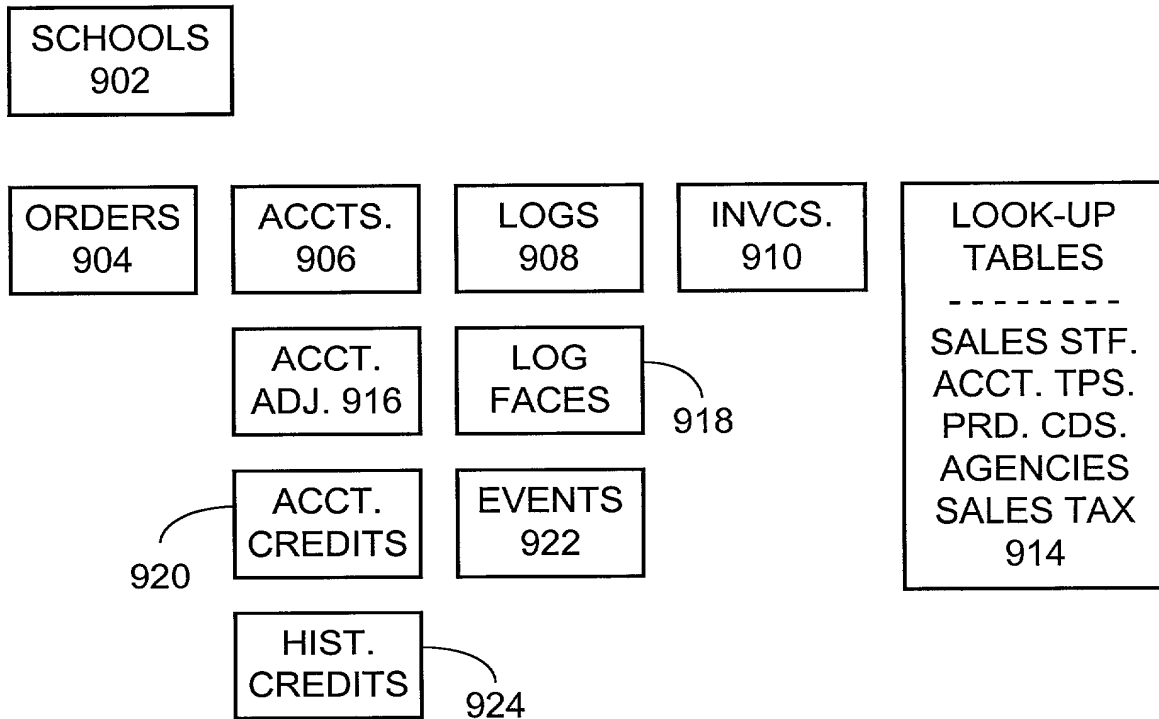 SCHOOLS
902
ORDERS
904
ACCTS.
906
LOGS
908
INVCS.
910
LOOK-UP
TABLES
--------
SALES STF.
ACCT. TPS.
PRD. CDS.
AGENCIES
SALES TAX
914
ACCT.
ADJ. 916
LOG
FACES
918
ACCT.
CREDITS
920
EVENTS
922
HIST.
CREDITS
924